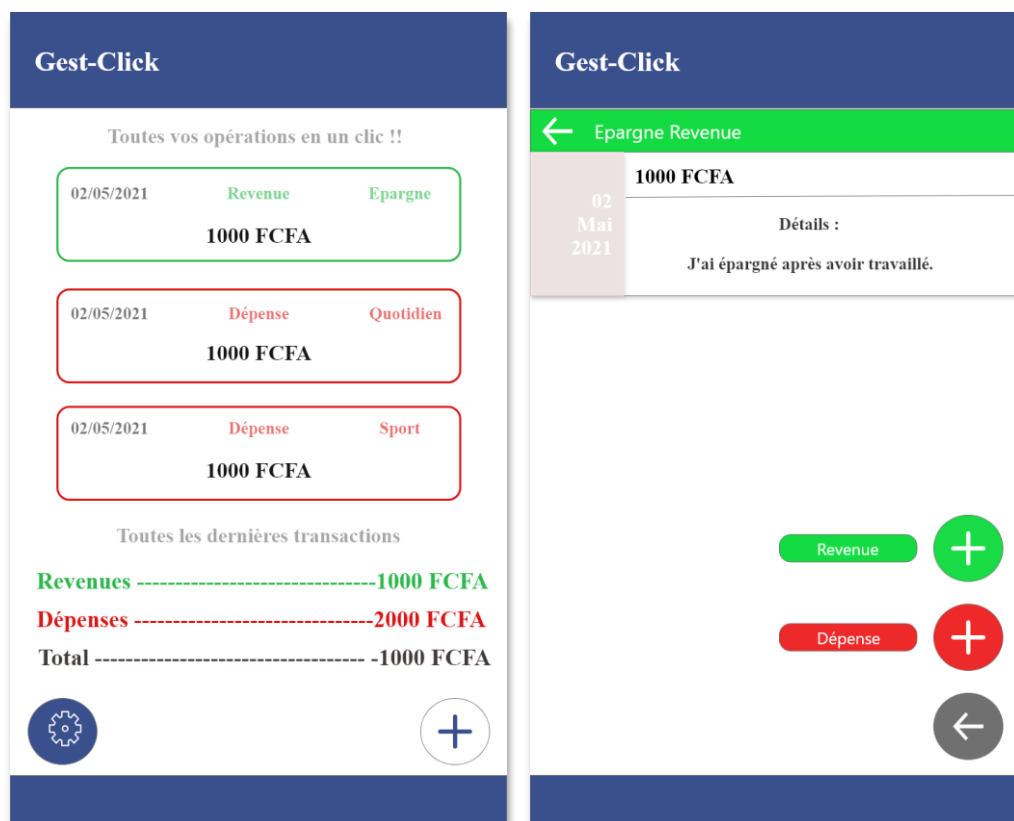 Gest-Click
Toutes vos opérations en un clic !!
02/05/2021 Revenue Epargne
1000 FCFA
02/05/2021 Dépense Quotidien
1000 FCFA
02/05/2021 Dépense Sport
1000 FCFA
Toutes les dernières transactions
Revenues -------------------------------1000 FCFA
Dépenses -------------------------------2000 FCFA
Total ----------------------------------- -1000 FCFA
Gest-Click
Epargne Revenue
02
Mai
2021
1000 FCFA
Détails :
J'ai épargné après avoir travaillé.
Revenue
Dépense